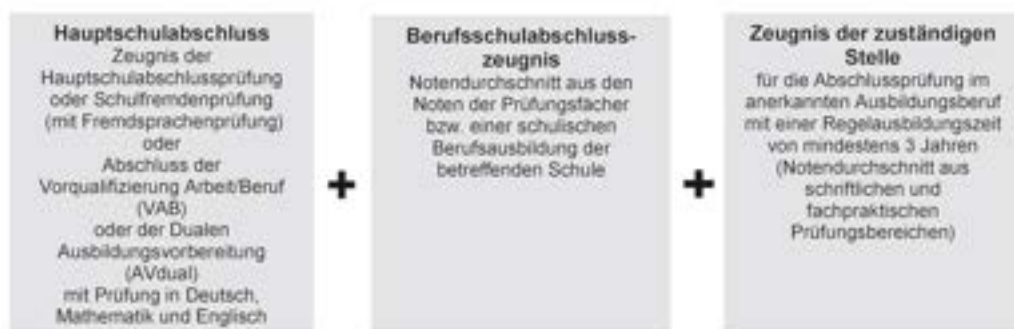 Hauptschulabschluss
Zeugnis der
Hauptschulabschlussprüfung
oder Schulfremdenprüfung
(mit Fremdsprachenprüfung)
oder
Abschluss der
Vorqualifizierung Arbeit/Beruf
(VAB)
oder der Dualen
Ausbildungsvorbereitung
(AVdual)
mit Prüfung in Deutsch,
Mathematik und Englisch
+
Berufsschulabschluss-
zeugnis
Notendurchschnitt aus den
Noten der Prüfungsfächer
bzw. einer schulischen
Berufsausbildung der
betreffenden Schule
+
Zeugnis der zuständigen
Stelle
für die Abschlussprüfung im
anerkannten Ausbildungsberuf
mit einer Regelausbildungszeit
von mindestens 3 Jahren
(Notendurchschnitt aus
schriftlichen und
fachpraktischen
Prüfungsbereichen)